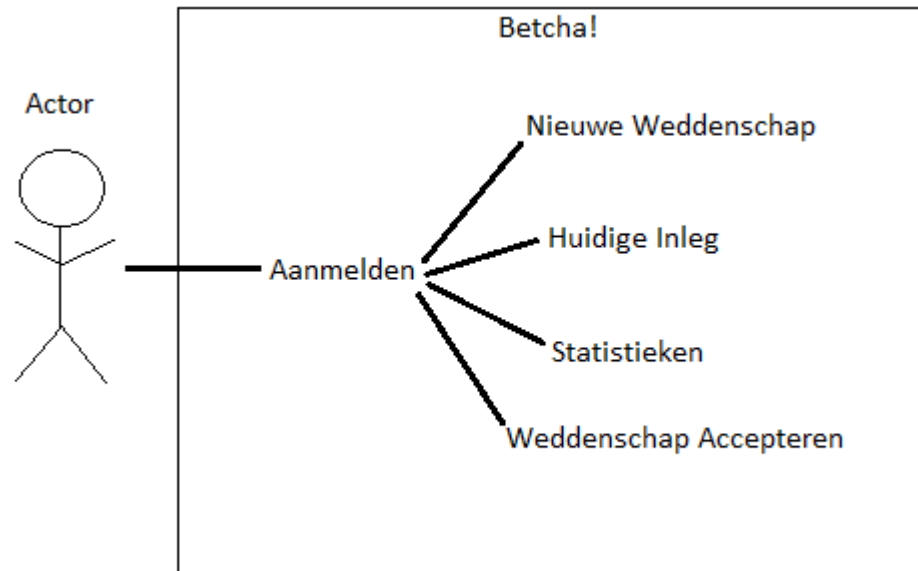 Betcha!
Actor
Nieuwe Weddenschap
Huidige Inleg
Aanmelden
Statistieken
Weddenschap Accepteren